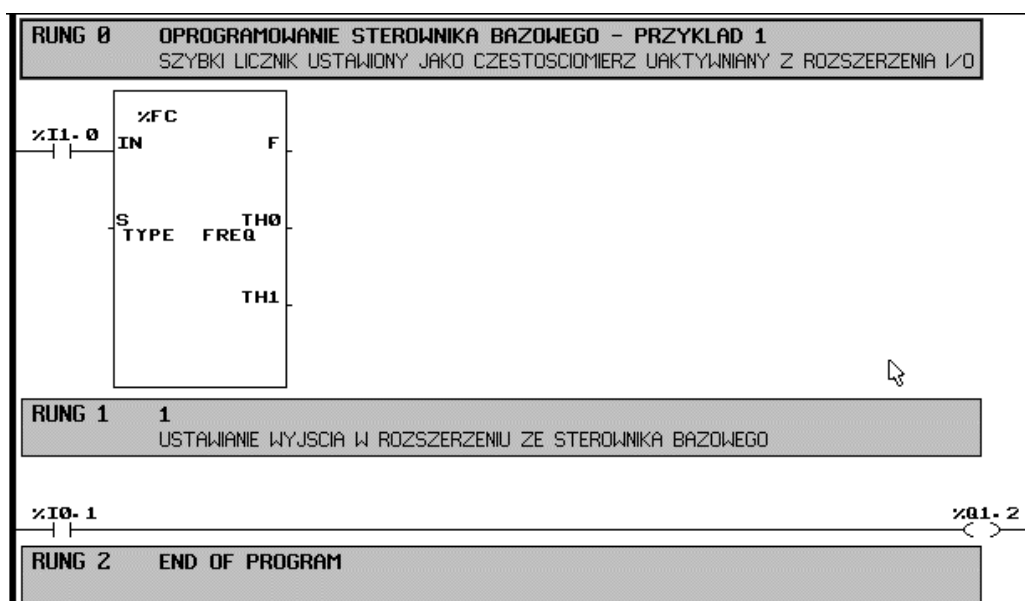 RUNG 0 OPROGRAMOWANIE STEROWNIKA BAZOWEGO - PRZYKLAD 1
SZYBKI LICZNIK USTAWIONY JAKO CZESTOSCIOMIERZ UAKTYWNIANY Z ROZSZERZENIA I/O
%FC
%I1.0
IN F
S TH0
TYPE FREQ
TH1
RUNG 1 1
USTAWIANIE WYJSCIA W ROZSZERZENIU ZE STEROWNIKA BAZOWEGO
%I0.1 %Q1.2
RUNG 2 END OF PROGRAM